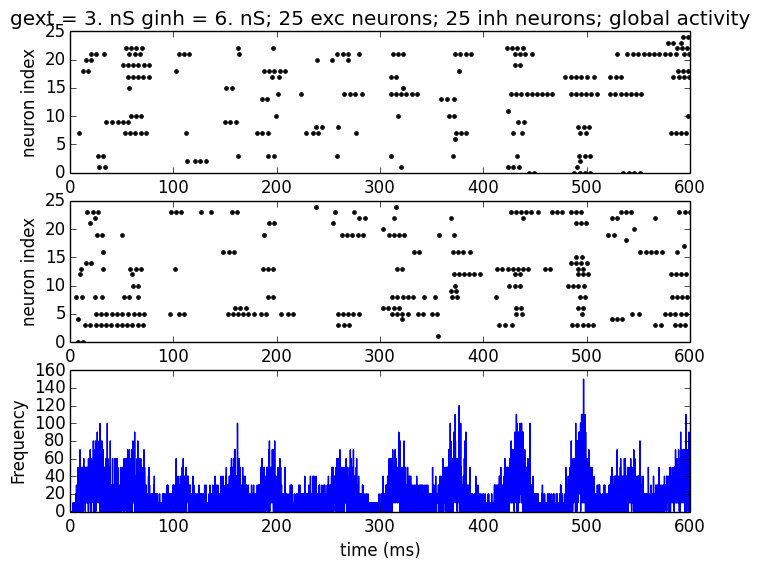 gext = 3. nS ginh = 6. nS; 25 exc neurons; 25 inh neurons; global activity
25
20
15
10
5
0
neuron index
0 100 200 300 400 500 600
25
20
15
10
5
0
neuron index
0 100 200 300 400 500 600
160
140
120
100
80
60
40
20
0
Frequency
0 100 200 300 400 500 600
time (ms)